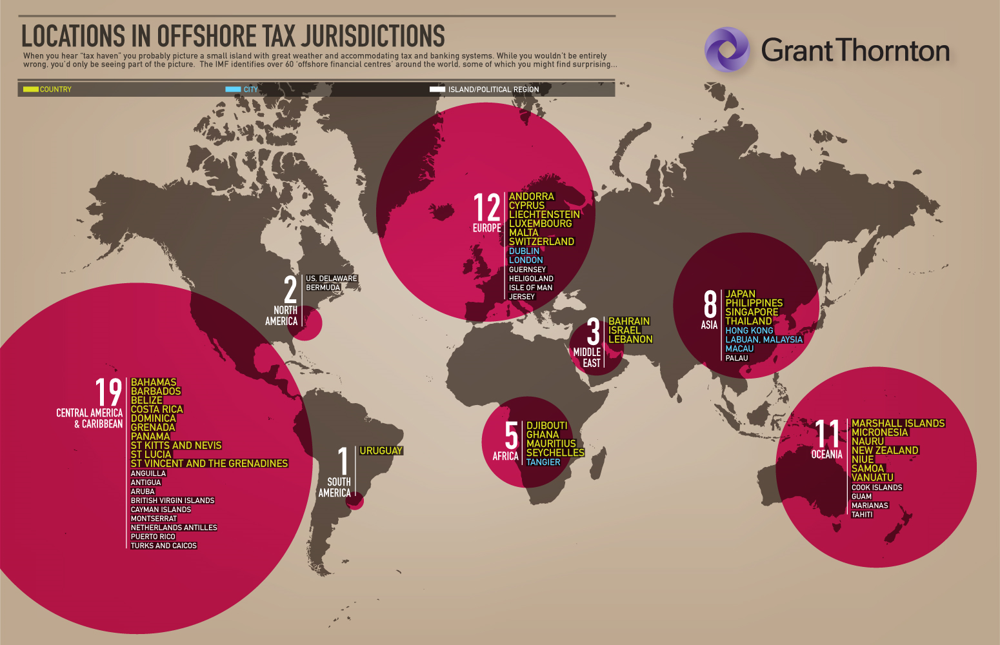 LOCATIONS IN OFFSHORE TAX JURISDICTIONS
When you hear "tax haven" you probably picture a small island with great weather and accommodating tax and banking systems. While you wouldn't be entirely
wrong, you'd only be seeing part of the picture. The IMF identifies over 60 'offshore financial centres' around the world, some of which you might find surprising...
GrantThornton
COUNTRY
CITY
ISLAND/POLITICAL REGION
12
EUROPE
ANDORRA
CYPRUS
LIECHTENSTEIN
LUXEMBOURG
MALTA
SWITZERLAND
DUBLIN
LONDON
GUERNSEY
HELIGOLAND
ISLE OF MAN
JERSEY
2
NORTH
AMERICA
US, DELAWARE
BERMUDA
8
ASIA
JAPAN
PHILIPPINES
SINGAPORE
THAILAND
HONG KONG
LABUAN, MALAYSIA
MACAU
PALAU
3
MIDDLE
EAST
BAHRAIN
ISRAEL
LEBANON
19
CENTRAL AMERICA
& CARIBBEAN
BAHAMAS
BARBADOS
BELIZE
COSTA RICA
DOMINICA
GRENADA
PANAMA
ST KITTS AND NEVIS
ST LUCIA
ST VINCENT AND THE GRENADINES
ANGUILLA
ANTIGUA
ARUBA
BRITISH VIRGIN ISLANDS
CAYMAN ISLANDS
MONTSERRAT
NETHERLANDS ANTILLES
PUERTO RICO
TURKS AND CAICOS
1
SOUTH
AMERICA
URUGUAY
5
AFRICA
DJIBOUTI
GHANA
MAURITIUS
SEYCHELLES
TANGIER
11
OCEANIA
MARSHALL ISLANDS
MICRONESIA
NAURU
NEW ZEALAND
NIUE
SAMOA
VANUATU
COOK ISLANDS
GUAM
MARIANAS
TAHITI